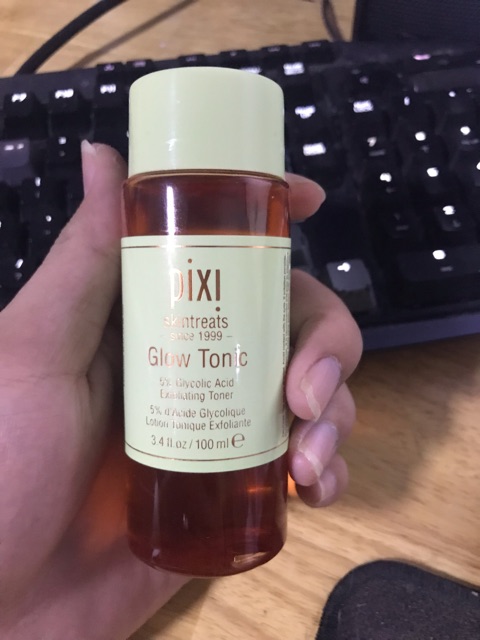 pixi
skintreats
– since 1999 –
Glow Tonic
5% Glycolic Acid
Exfoliating Toner
5% d'Acide Glycolique
Lotion Tonique Exfoliante
3.4 fl oz / 100 ml ℮